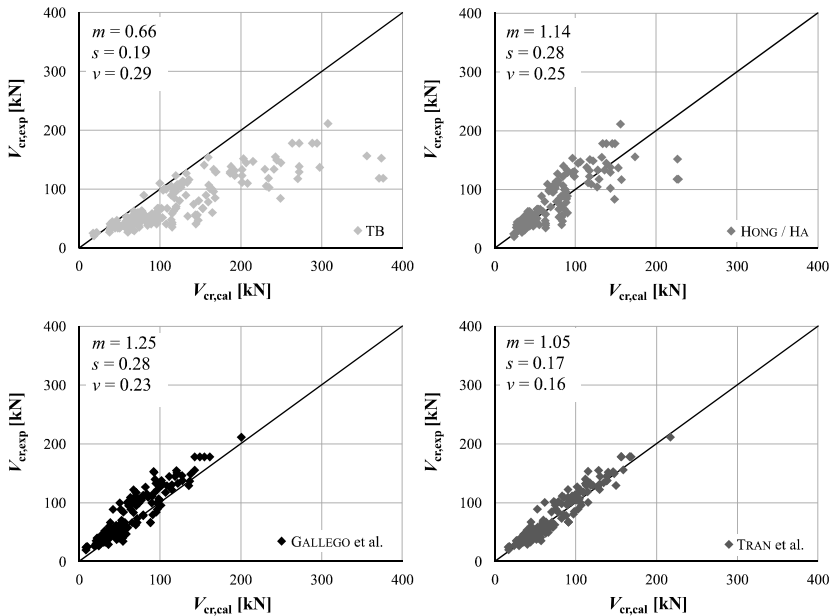 400
300
200
100
0
V_cr,exp [kN]
m = 0.66
s = 0.19
v = 0.29
TB
0 100 200 300 400
V_cr,cal [kN]
400
300
200
100
0
V_cr,exp [kN]
m = 1.14
s = 0.28
v = 0.25
HONG / HA
0 100 200 300 400
V_cr,cal [kN]
400
300
200
100
0
V_cr,exp [kN]
m = 1.25
s = 0.28
v = 0.23
GALLEGO et al.
0 100 200 300 400
V_cr,cal [kN]
400
300
200
100
0
V_cr,exp [kN]
m = 1.05
s = 0.17
v = 0.16
TRAN et al.
0 100 200 300 400
V_cr,cal [kN]